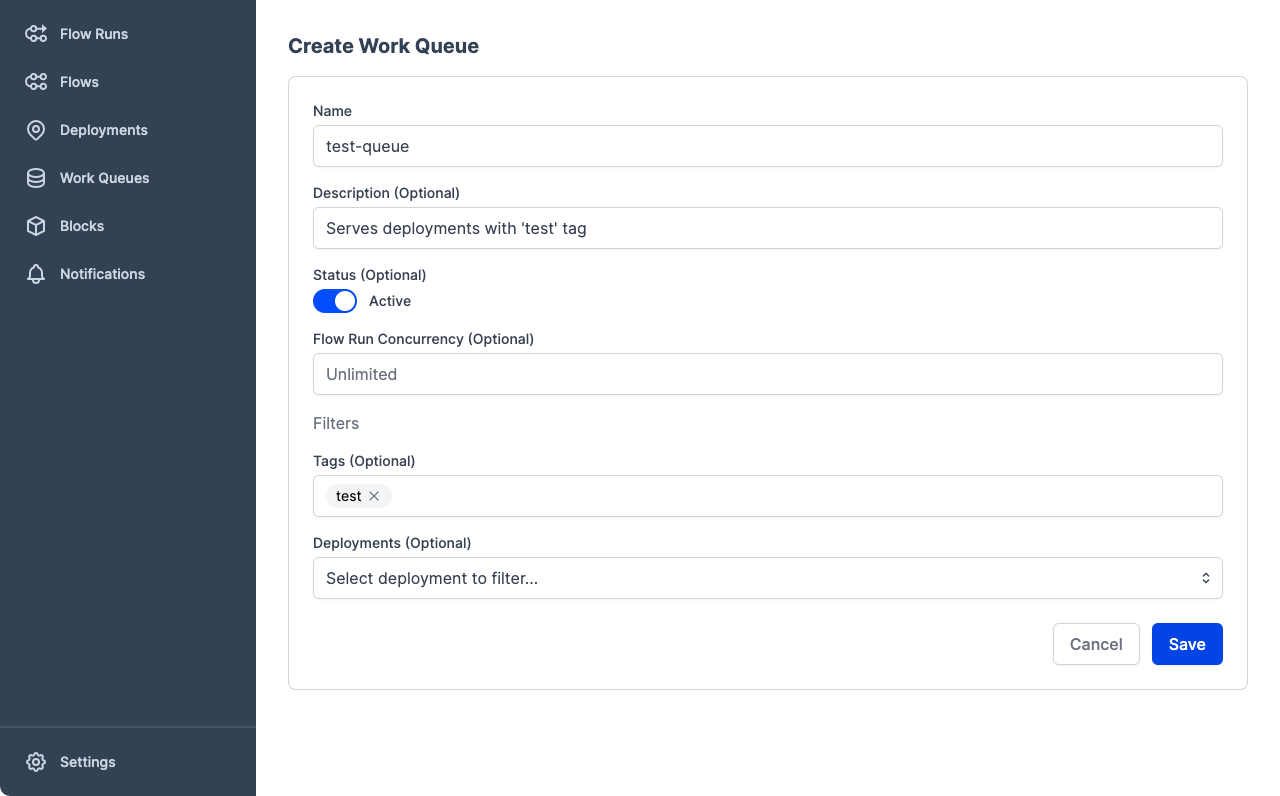 Flow Runs
Flows
Deployments
Work Queues
Blocks
Notifications
Settings
Create Work Queue
Name
test-queue
Description (Optional)
Serves deployments with 'test' tag
Status (Optional)
Active
Flow Run Concurrency (Optional)
Unlimited
Filters
Tags (Optional)
test
Deployments (Optional)
Select deployment to filter...
Cancel Save